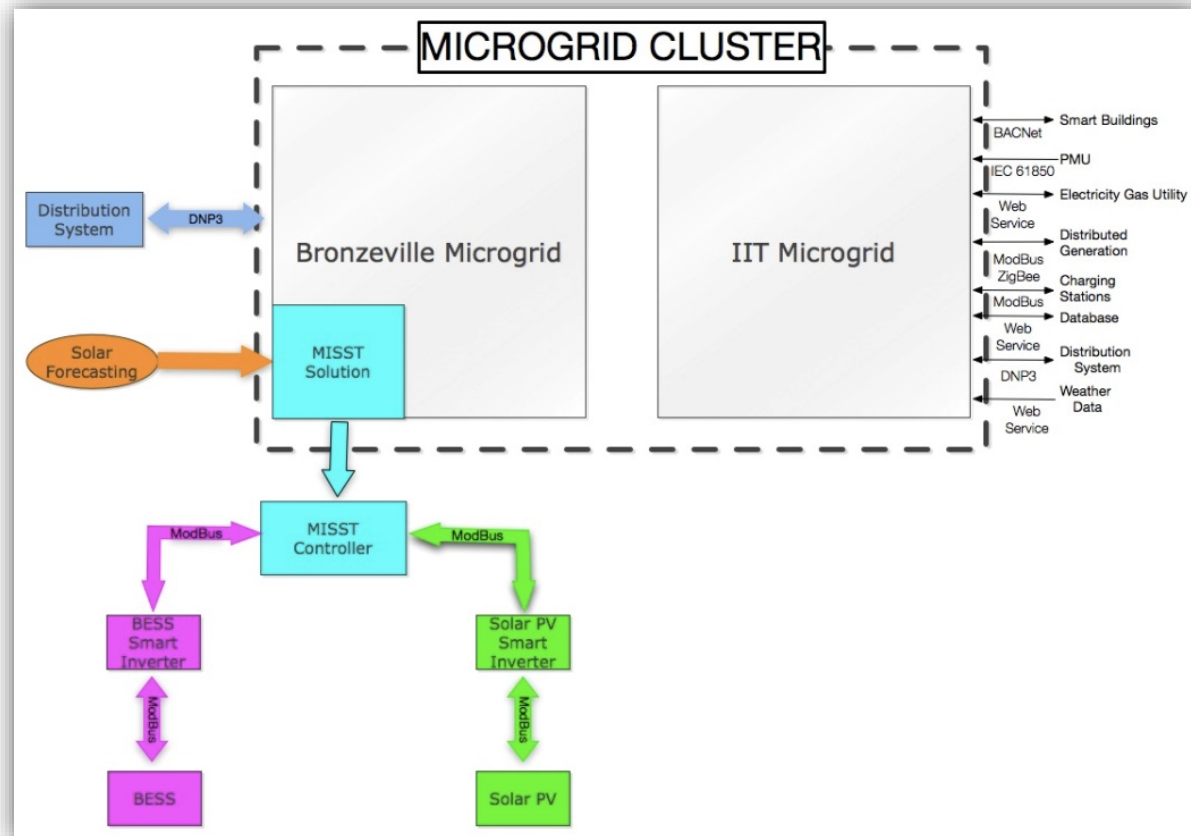 MICROGRID CLUSTER
Distribution
System
DNP3
Solar
Forecasting
Bronzeville Microgrid
MISST
Solution
IIT Microgrid
Smart Buildings
BACNet
PMU
IEC 61850
Electricity Gas Utility
Web
Service
Distributed
Generation
ModBus
ZigBee
Charging
Stations
ModBus
Database
Web
Service
Distribution
System
DNP3
Weather
Data
Web
Service
MISST
Controller
ModBus
ModBus
BESS
Smart
Inverter
Solar PV
Smart
Inverter
ModBus
ModBus
BESS
Solar PV